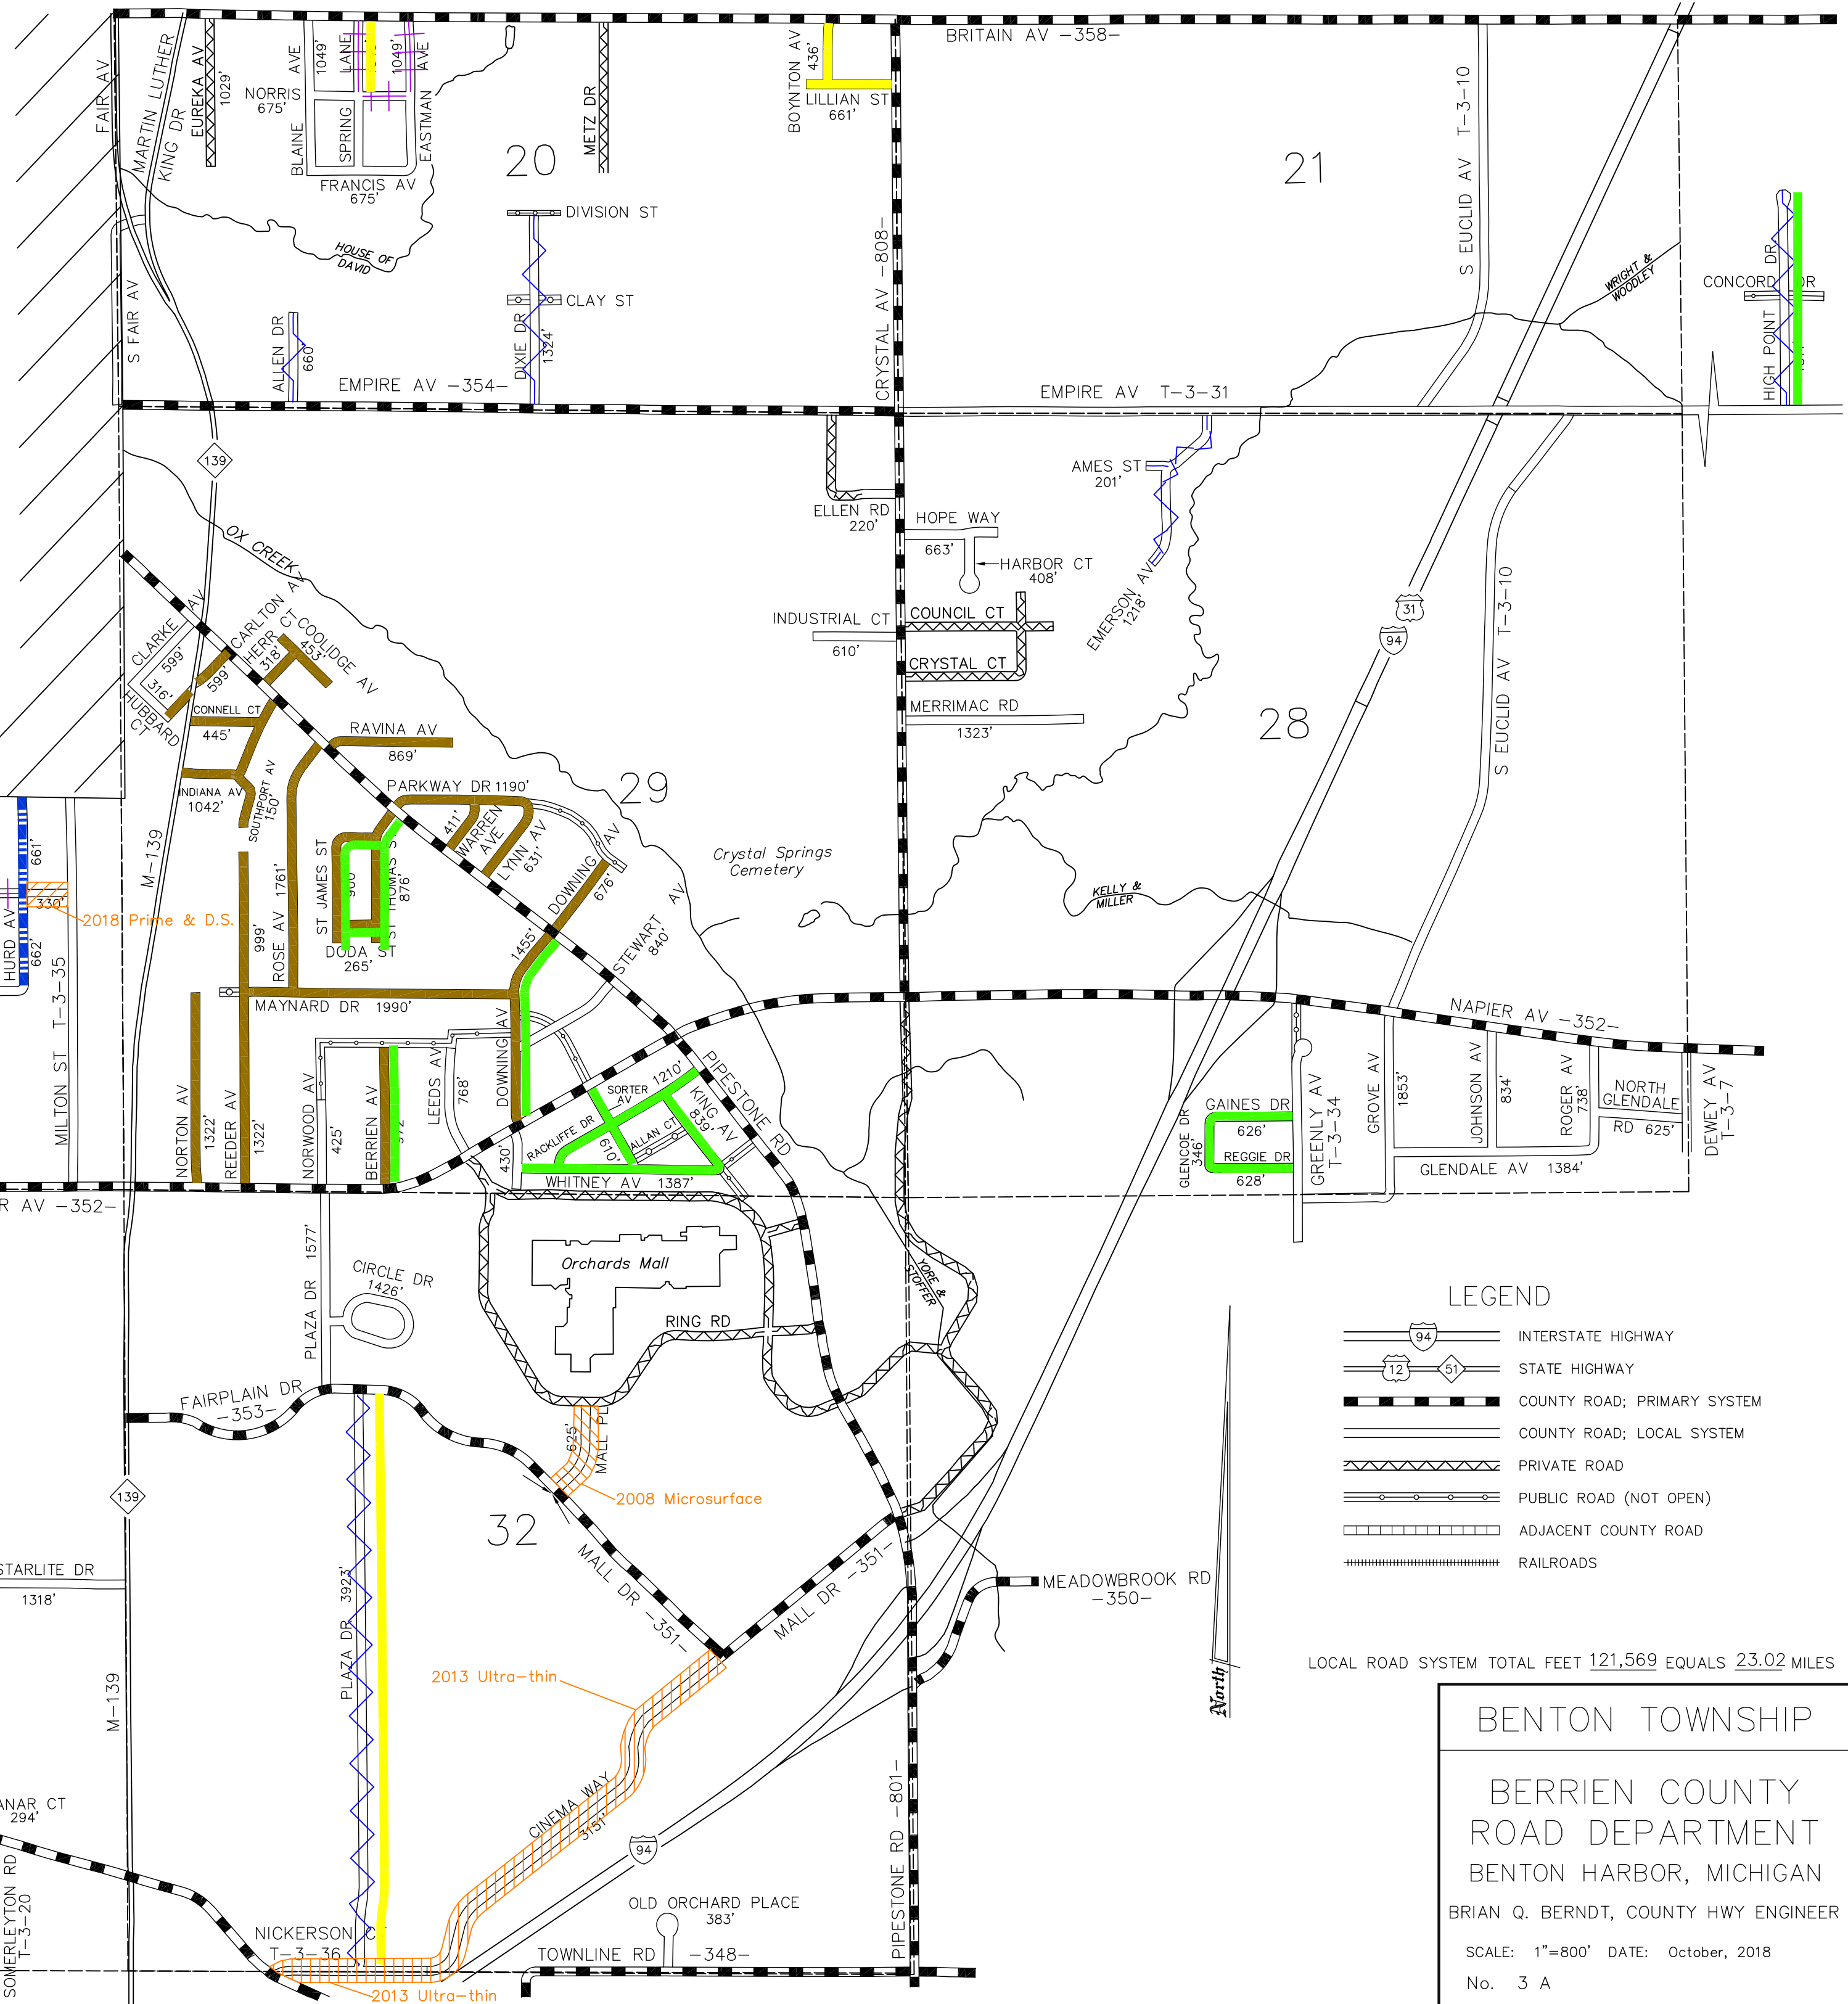 BRITAIN AV -358-
FAIR AV
MARTIN LUTHER
KING DR
EUREKA AV
1029'
NORRIS
675'
BLAINE
AVE
1049'
SPRING
LANE
1049'
EASTMAN
AVE
FRANCIS AV
675'
METZ DR
20
BOYNTON AV
436'
LILLIAN ST
661'
21
S EUCLID AV T-3-10
WRIGHT &
WOODLEY
HIGH POINT DR
CONCORD DR
HOUSE OF
DAVID
DIVISION ST
CLAY ST
DIXIE DR
1324'
ALLEN DR
660'
S FAIR AV
CRYSTAL AV -808-
EMPIRE AV -354-
EMPIRE AV T-3-31
139
OX CREEK
ELLEN RD
220'
AMES ST
201'
HOPE WAY
663'
HARBOR CT
408'
EMERSON AV
1218'
INDUSTRIAL CT
610'
COUNCIL CT
CRYSTAL CT
MERRIMAC RD
1323'
28
31
94
S EUCLID AV T-3-10
CLARKE AV
599'
CARLTON A
599'
HERR CT
318'
COOLIDGE AV
453'
316'
HUBBARD
CT
CONNELL CT
445'
INDIANA AV
1042'
SOUTHPORT AV
150'
RAVINA AV
869'
29
PARKWAY DR 1190'
411'
WARREN
AVE
LYNN AV
631'
DOWNING AV
676'
STEWART AV
840'
Crystal Springs
Cemetery
KELLY &
MILLER
M-139
661'
HURD AV
662'
330'
2018 Prime & D.S.
MILTON ST T-3-35
999'
ROSE AV 1761'
ST JAMES ST
900'
ST THOMAS ST
876'
DODA ST
265'
1455'
MAYNARD DR 1990'
NORTON AV
1322'
REEDER AV
1322'
NORWOOD AV
425'
BERRIEN AV
LEEDS AV
768'
DOWNING AV
430'
SORTER
AV
1210'
RACKLIFFE DR
610'
ALLAN CT
KING AV
839'
WHITNEY AV 1387'
PIPESTONE RD
NAPIER AV -352-
GAINES DR
626'
REGGIE DR
628'
GLENCOE DR
346'
GREENLY AV
T-3-34
GROVE AV
1853'
JOHNSON AV
834'
ROGER AV
738'
NORTH
GLENDALE
RD 625'
GLENDALE AV 1384'
DEWEY AV
T-3-7
R AV -352-
PLAZA DR 1577'
CIRCLE DR
1426'
Orchards Mall
RING RD
YORE &
STOFFER
FAIRPLAIN DR
-353-
625'
MALL PL
2008 Microsurface
32
139
STARLITE DR
1318'
PLAZA DR 3923'
MALL DR -351-
MALL DR -351-
MEADOWBROOK RD
-350-
2013 Ultra-thin
M-139
CINEMA WAY
3151'
94
ANAR CT
294'
SOMERLEYTON RD
T-3-20
NICKERSON CT
T-3-36
2013 Ultra-thin
OLD ORCHARD PLACE
383'
TOWNLINE RD -348-
PIPESTONE RD -801-
North
LEGEND
94 INTERSTATE HIGHWAY
12 51 STATE HIGHWAY
COUNTY ROAD; PRIMARY SYSTEM
COUNTY ROAD; LOCAL SYSTEM
PRIVATE ROAD
PUBLIC ROAD (NOT OPEN)
ADJACENT COUNTY ROAD
RAILROADS
LOCAL ROAD SYSTEM TOTAL FEET 121,569 EQUALS 23.02 MILES
BENTON TOWNSHIP
BERRIEN COUNTY
ROAD DEPARTMENT
BENTON HARBOR, MICHIGAN
BRIAN Q. BERNDT, COUNTY HWY ENGINEER
SCALE: 1"=800' DATE: October, 2018
No. 3 A